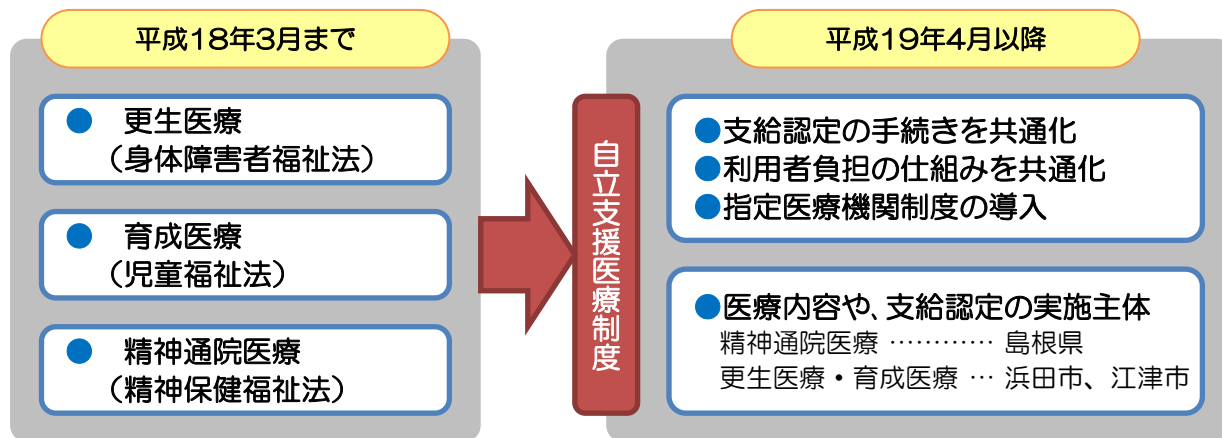 平成18年3月まで
● 更生医療
（身体障害者福祉法）
● 育成医療
（児童福祉法）
● 精神通院医療
（精神保健福祉法）
自立支援医療制度
平成19年4月以降
●支給認定の手続きを共通化
●利用者負担の仕組みを共通化
●指定医療機関制度の導入
●医療内容や、支給認定の実施主体
精神通院医療 ………… 島根県
更生医療・育成医療 … 浜田市、江津市